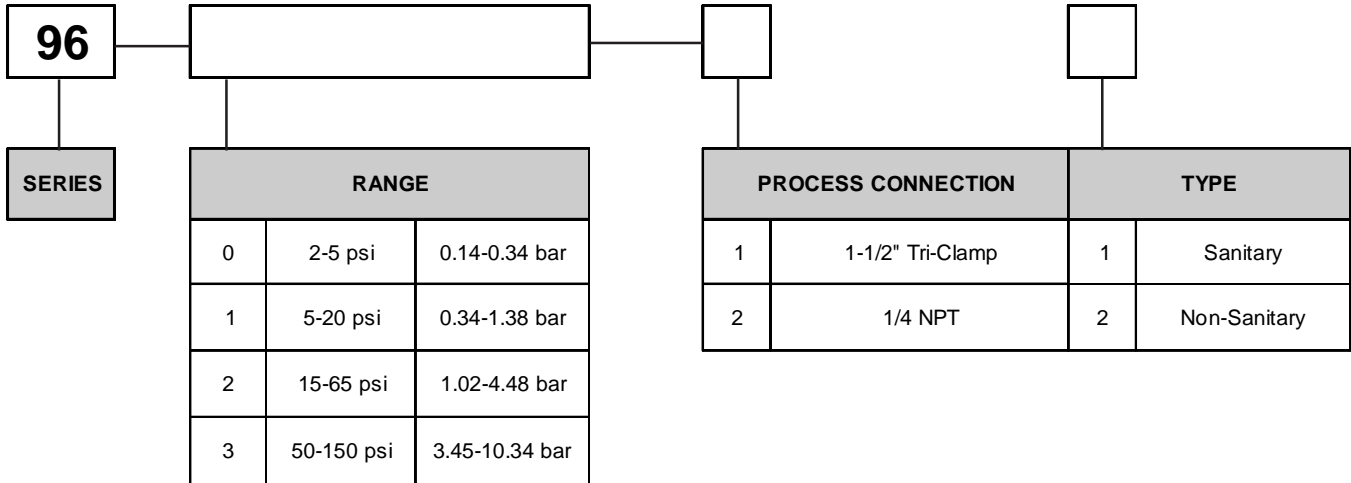 96
SERIES RANGE PROCESS CONNECTION TYPE
0 2-5 psi 0.14-0.34 bar 1 1-1/2" Tri-Clamp 1 Sanitary
1 5-20 psi 0.34-1.38 bar 2 1/4 NPT 2 Non-Sanitary
2 15-65 psi 1.02-4.48 bar
3 50-150 psi 3.45-10.34 bar